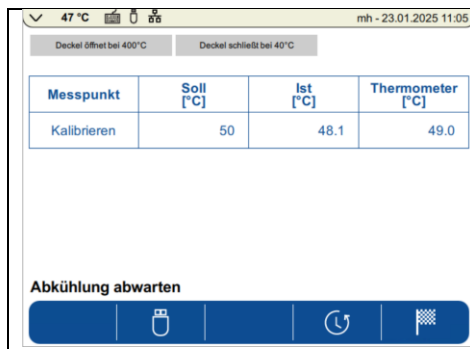 47 °C mh - 23.01.2025 11:05
Deckel öffnet bei 400°C Deckel schließt bei 40°C
Messpunkt Soll [°C] Ist [°C] Thermometer [°C]
Kalibrieren 50 48.1 49.0
Abkühlung abwarten